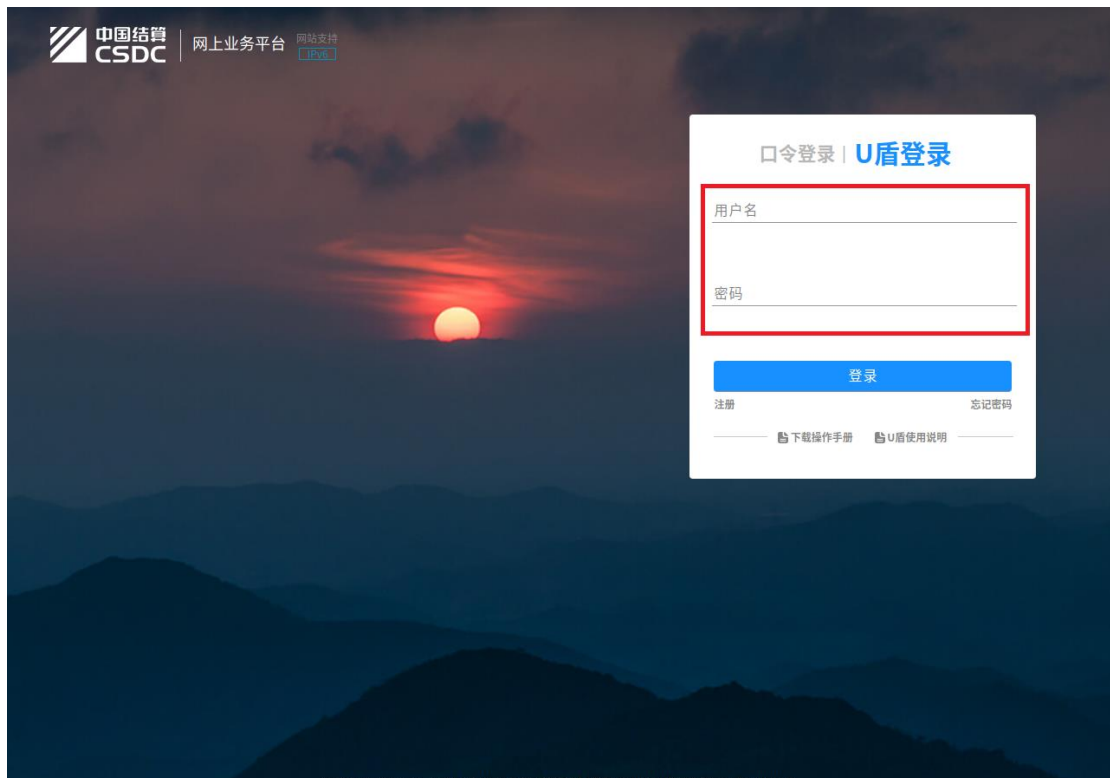 中国结算
CSDC
网上业务平台
网站支持
IPv6
口令登录 | U盾登录
用户名
密码
登录
注册 忘记密码
下载操作手册 U盾使用说明